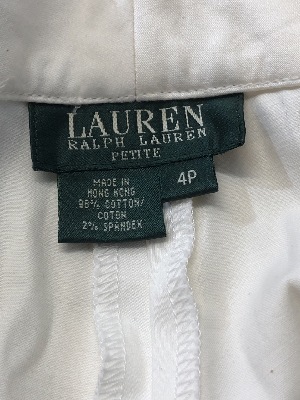 LAUREN
RALPH LAUREN
PETITE
4P
MADE IN
HONG KONG
98% COTTON/
COTON
2% SPANDEX